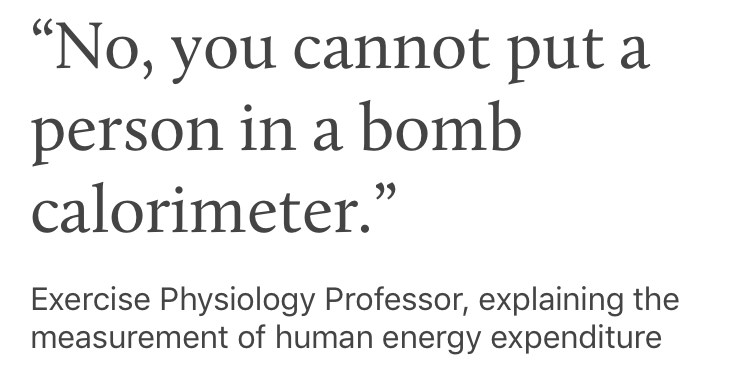 “No, you cannot put a
person in a bomb
calorimeter.”
Exercise Physiology Professor, explaining the
measurement of human energy expenditure